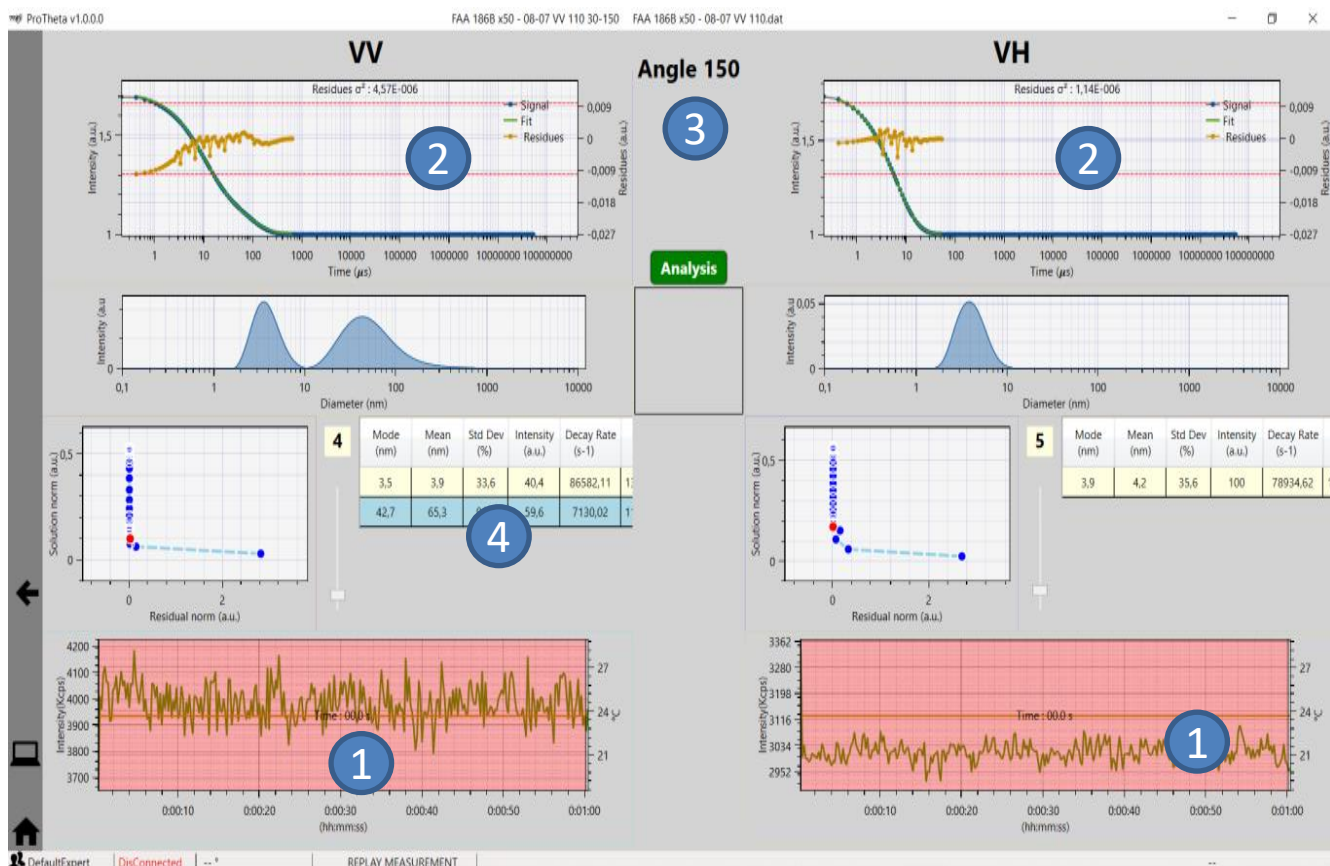 ProTheta v1.0.0.0 FAA 186B x50 - 08-07 VV 110 30-150 FAA 186B x50 - 08-07 VV 110.dat
VV
Residues σ² : 4,57E-006
Signal
Fit
Residues
Intensity (a.u.)
1,5
1
0,009
0
-0,009
-0,018
-0,027
Residues (a.u.)
1 10 100 1000 10000 100000 1000000 10000000 100000000
Time (μs)
2
Angle 150
3
Analysis
VH
Residues σ² : 1,14E-006
Signal
Fit
Residues
Intensity (a.u.)
1,5
1
0,009
0
-0,009
-0,018
-0,027
Residues (a.u.)
1 10 100 1000 10000 100000 1000000 10000000 100000000
Time (μs)
2
Intensity (a.u
0
0,1 1 10 100 1000 10000
Diameter (nm)
Intensity (a.u
0,05
0
0,1 1 10 100 1000 10000
Diameter (nm)
Solution norm (a.u.)
0,5
0
0 2
Residual norm (a.u.)
4
Mode (nm) Mean (nm) Std Dev (%) Intensity (a.u.) Decay Rate (s-1)
3,5 3,9 33,6 40,4 86582,11
42,7 65,3 59,6 7130,02
4
Solution norm (a.u.)
0,5
0
0 2
Residual norm (a.u.)
5
Mode (nm) Mean (nm) Std Dev (%) Intensity (a.u.) Decay Rate (s-1)
3,9 4,2 35,6 100 78934,62
Intensity(Kcps)
4200
4100
4000
3900
3800
3700
27
24
21
°C
Time : 00,0 s
1
0:00:10 0:00:20 0:00:30 0:00:40 0:00:50 0:01:00
(hh:mm:ss)
Intensity(Kcps)
3362
3280
3198
3116
3034
2952
27
24
21
°C
Time : 00,0 s
1
0:00:10 0:00:20 0:00:30 0:00:40 0:00:50 0:01:00
(hh:mm:ss)
DefaultExpert DisConnected -- ° REPLAY MEASUREMENT --